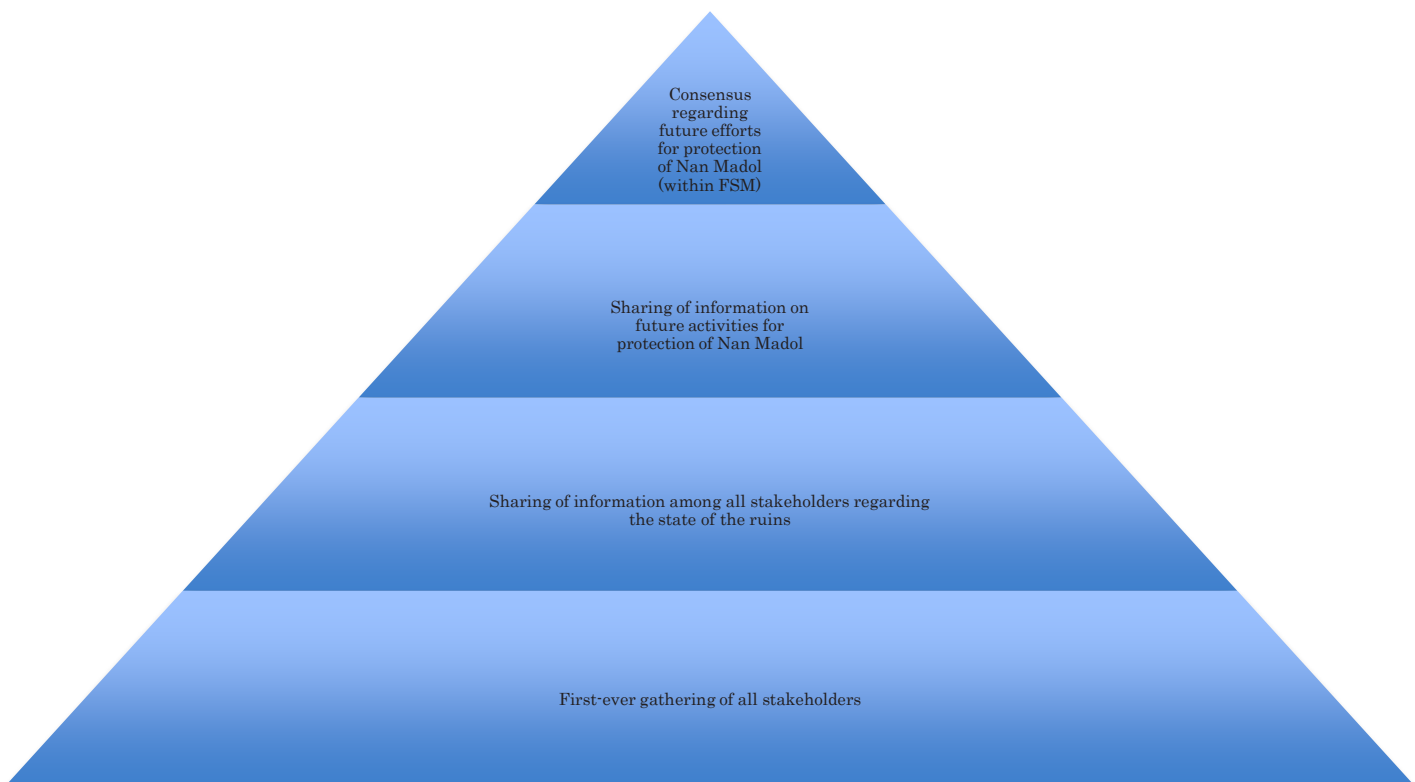 Consensus
regarding
future efforts
for protection
of Nan Madol
(within FSM)
Sharing of information on
future activities for
protection of Nan Madol
Sharing of information among all stakeholders regarding
the state of the ruins
First-ever gathering of all stakeholders